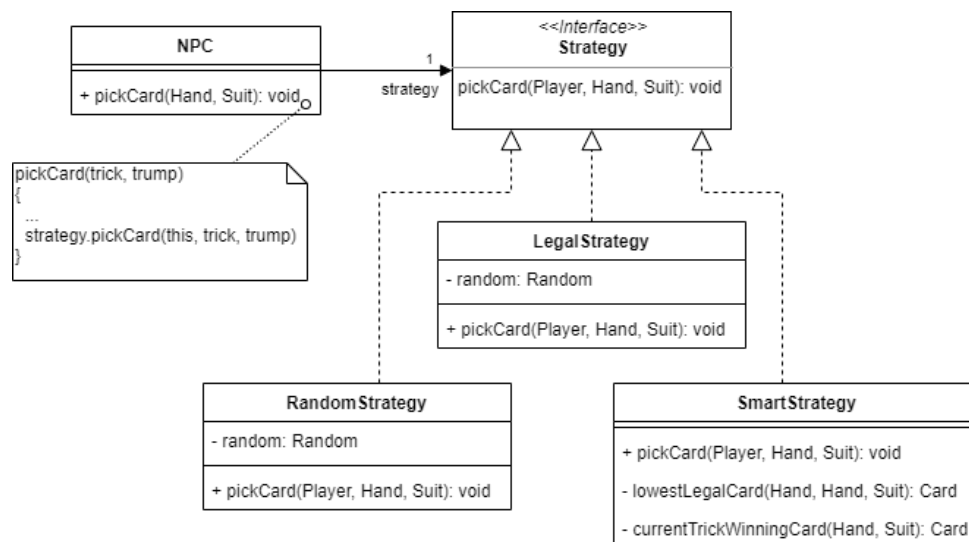 NPC
+ pickCard(Hand, Suit): void
1
strategy
<<Interface>>
Strategy
pickCard(Player, Hand, Suit): void
pickCard(trick, trump)
{
...
strategy.pickCard(this, trick, trump)
}
LegalStrategy
- random: Random
+ pickCard(Player, Hand, Suit): void
RandomStrategy
- random: Random
+ pickCard(Player, Hand, Suit): void
SmartStrategy
+ pickCard(Player, Hand, Suit): void
- lowestLegalCard(Hand, Hand, Suit): Card
- currentTrickWinningCard(Hand, Suit): Card